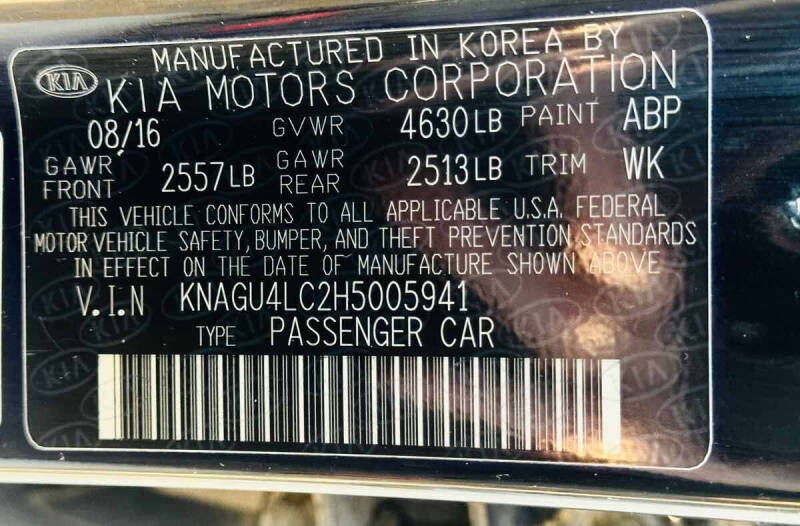 MANUFACTURED IN KOREA BY
KIA KIA MOTORS CORPORATION
08/16 GVWR 4630LB PAINT ABP
GAWR FRONT 2557LB GAWR REAR 2513LB TRIM WK
THIS VEHICLE CONFORMS TO ALL APPLICABLE U.S.A. FEDERAL
MOTOR VEHICLE SAFETY, BUMPER, AND THEFT PREVENTION STANDARDS
IN EFFECT ON THE DATE OF MANUFACTURE SHOWN ABOVE
V.I.N KNAGU4LC2H5005941
TYPE PASSENGER CAR